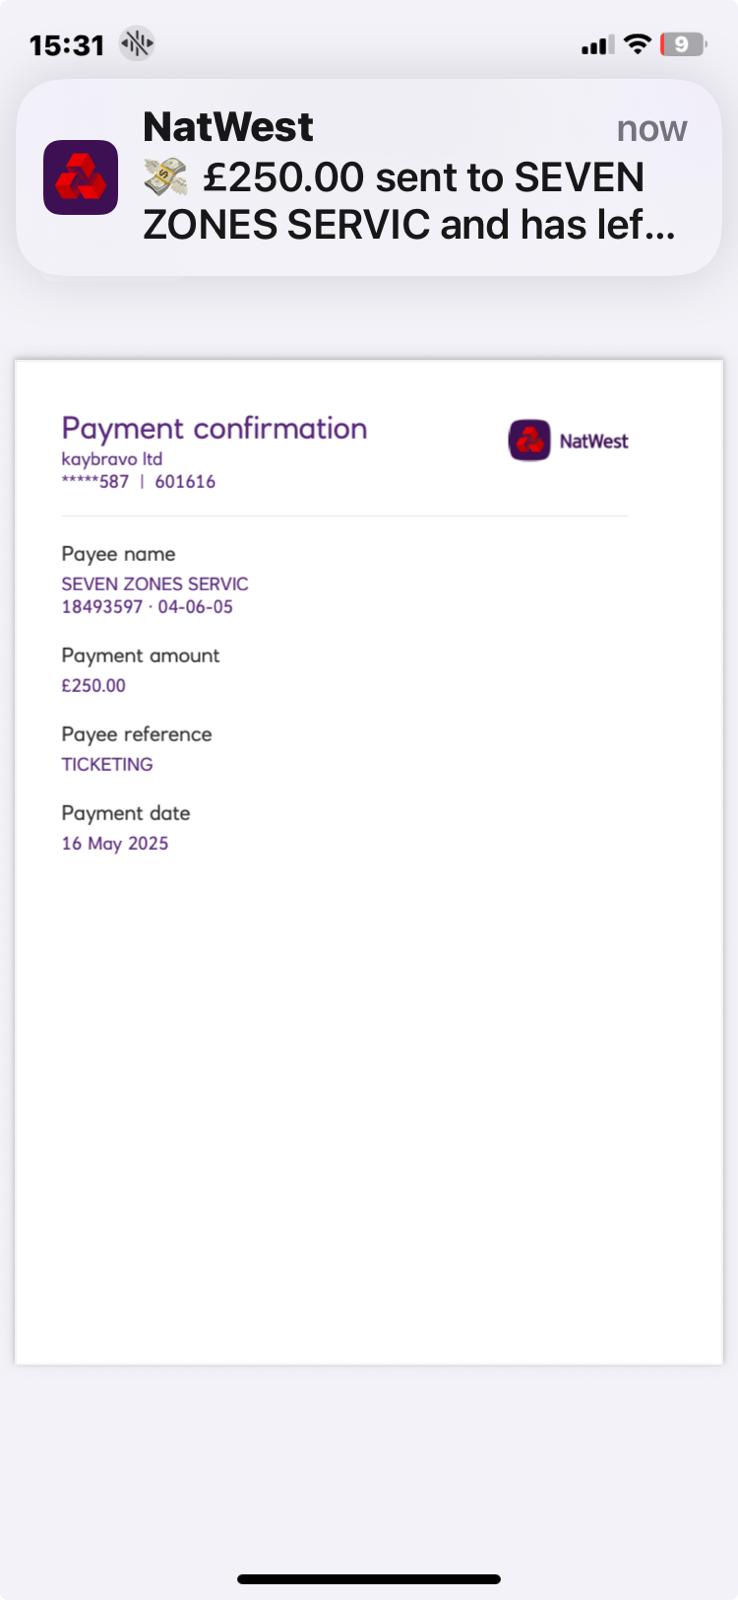 15:31
9
NatWest now
💸 £250.00 sent to SEVEN
ZONES SERVIC and has lef...
Payment confirmation
kaybravo ltd
*****587 | 601616
NatWest
Payee name
SEVEN ZONES SERVIC
18493597 · 04-06-05
Payment amount
£250.00
Payee reference
TICKETING
Payment date
16 May 2025